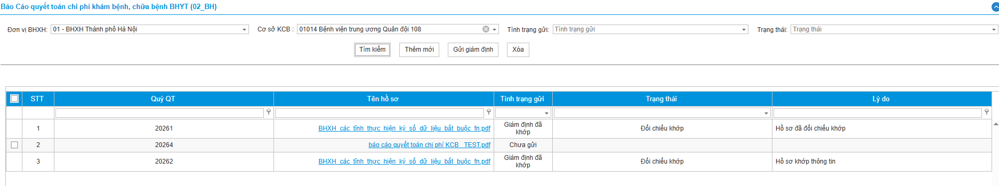 Báo Cáo quyết toán chi phí khám bệnh, chữa bệnh BHYT (02_BH)
Đơn vị BHXH: 01 - BHXH Thành phố Hà Nội Cơ sở KCB : 01014 Bệnh viện trung ương Quân đội 108 Tình trạng gửi: Tình trạng gửi Trạng thái: Trạng thái
Tìm kiếm Thêm mới Gửi giám định Xóa
STT Quý QT Tên hồ sơ Tình trạng gửi Trạng thái Lý do
1 20261 BHXH_các_tỉnh_thực_hiện_ký_số_dữ_liệu_bắt_buộc_fn.pdf Giám định đã khớp Đối chiếu khớp Hồ sơ đã đối chiếu khớp
2 20264 báo cáo quyết toán chi phí KCB _TEST.pdf Chưa gửi
3 20262 BHXH_các_tỉnh_thực_hiện_ký_số_dữ_liệu_bắt_buộc_fn.pdf Giám định đã khớp Đối chiếu khớp Hồ sơ khớp thông tin